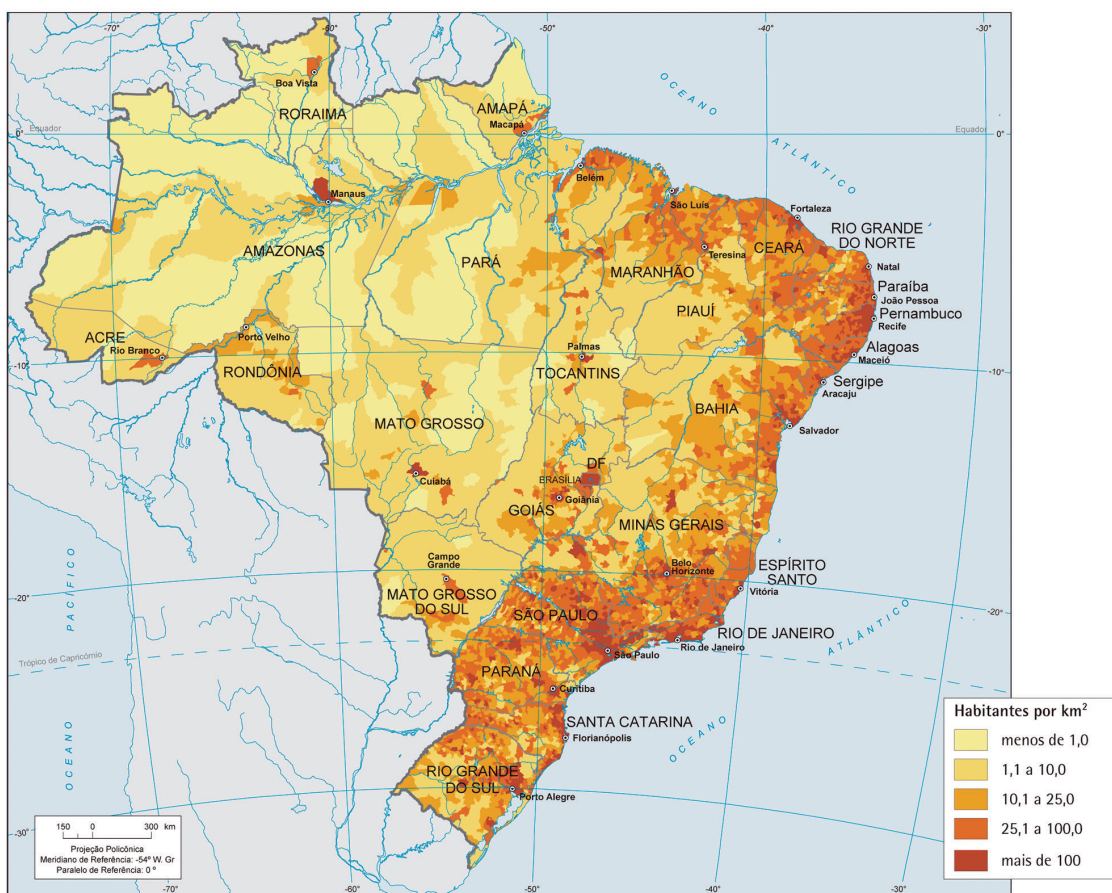 -70°
-60°
-50°
-40°
-30°
Boa Vista
RORAIMA
AMAPÁ
Macapá
OCEANO
ATLÂNTICO
Equador
0°
Equador
0°
Manaus
Belém
São Luís
Fortaleza
RIO GRANDE
DO NORTE
AMAZONAS
PARÁ
MARANHÃO
Teresina
CEARÁ
Natal
Paraíba
João Pessoa
PIAUÍ
Pernambuco
Recife
ACRE
Rio Branco
Porto Velho
Palmas
Alagoas
Maceió
-10°
RONDÔNIA
TOCANTINS
-10°
Sergipe
Aracaju
BAHIA
MATO GROSSO
Salvador
DF
Cuiabá
BRASÍLIA
Goiânia
GOIÁS
MINAS GERAIS
Campo
Grande
Belo
Horizonte
ESPÍRITO
SANTO
Vitória
MATO GROSSO
DO SUL
SÃO PAULO
-20°
-20°
RIO DE JANEIRO
Rio de Janeiro
PACÍFICO
ATLÂNTICO
Trópico de Capricórnio
São Paulo
PARANÁ
Curitiba
SANTA CATARINA
Florianópolis
OCEANO
OCEANO
RIO GRANDE
DO SUL
Porto Alegre
Habitantes por km²
menos de 1,0
1,1 a 10,0
10,1 a 25,0
25,1 a 100,0
mais de 100
150 0 300 km
Projeção Policônica
Meridiano de Referência: -54º W. Gr
Paralelo de Referência: 0 º
-30°
-30°
-70°
-60°
-50°
-40°